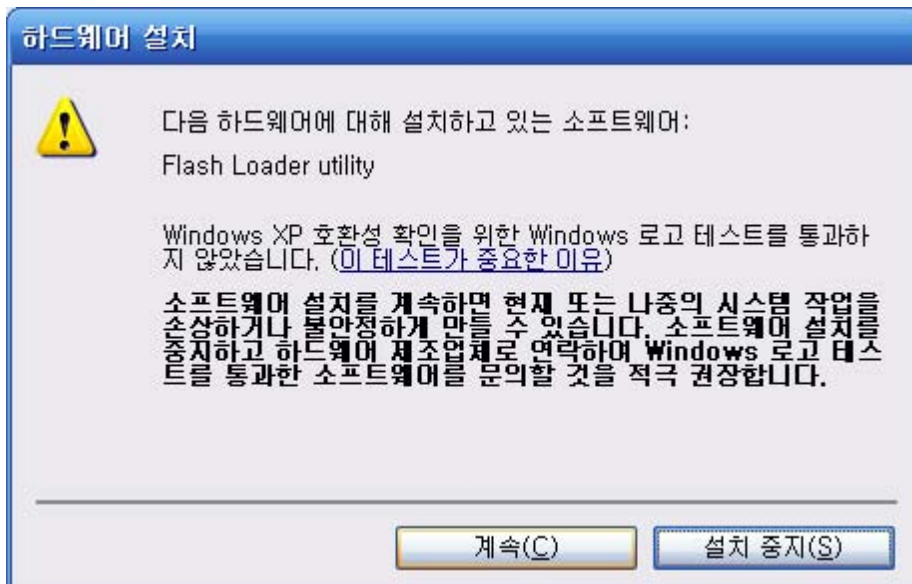 하드웨어 설치
다음 하드웨어에 대해 설치하고 있는 소프트웨어:
Flash Loader utility
Windows XP 호환성 확인을 위한 Windows 로고 테스트를 통과하
지 않았습니다. (이 테스트가 중요한 이유)
소프트웨어 설치를 계속하면 현재 또는 나중의 시스템 작업을
손상하거나 불안정하게 만들 수 있습니다. 소프트웨어 설치를
중지하고 하드웨어 제조업체로 연락하여 Windows 로고 테스
트를 통과한 소프트웨어를 문의할 것을 적극 권장합니다.
계속(C)
설치 중지(S)